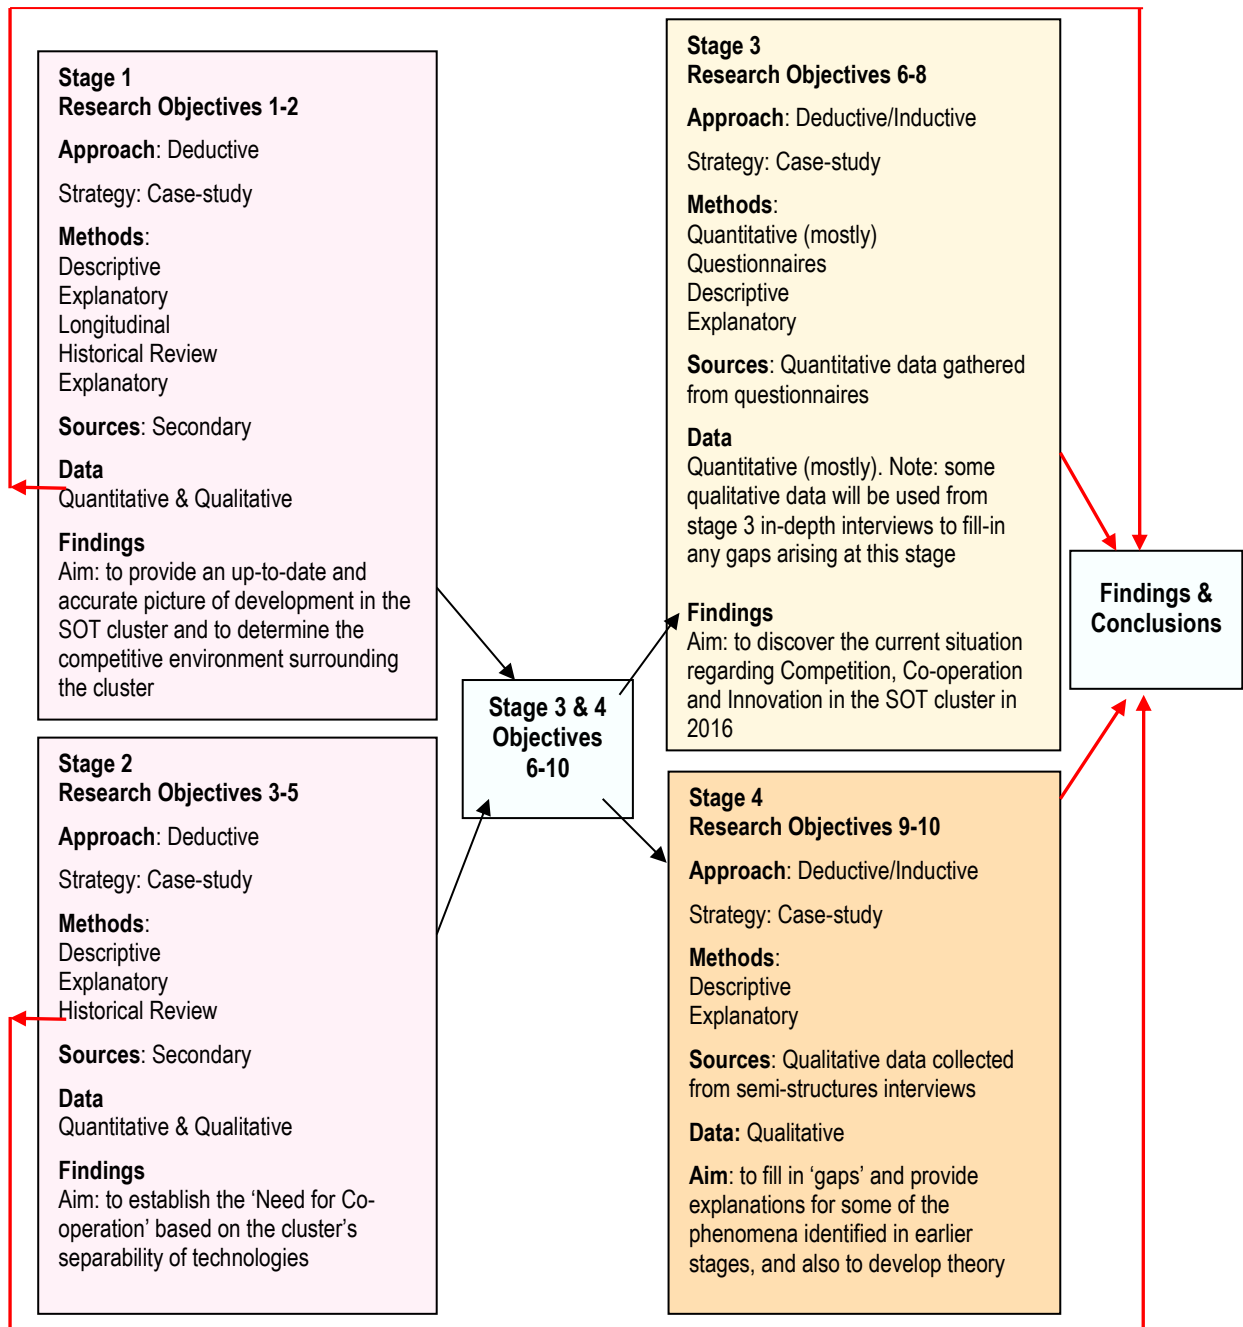 Stage 1
Research Objectives 1-2
Approach: Deductive
Strategy: Case-study
Methods:
Descriptive
Explanatory
Longitudinal
Historical Review
Explanatory
Sources: Secondary
Data
Quantitative & Qualitative
Findings
Aim: to provide an up-to-date and
accurate picture of development in the
SOT cluster and to determine the
competitive environment surrounding
the cluster
Stage 2
Research Objectives 3-5
Approach: Deductive
Strategy: Case-study
Methods:
Descriptive
Explanatory
Historical Review
Sources: Secondary
Data
Quantitative & Qualitative
Findings
Aim: to establish the ‘Need for Co-
operation’ based on the cluster’s
separability of technologies
Stage 3 & 4
Objectives
6-10
Stage 3
Research Objectives 6-8
Approach: Deductive/Inductive
Strategy: Case-study
Methods:
Quantitative (mostly)
Questionnaires
Descriptive
Explanatory
Sources: Quantitative data gathered
from questionnaires
Data
Quantitative (mostly). Note: some
qualitative data will be used from
stage 3 in-depth interviews to fill-in
any gaps arising at this stage
Findings
Aim: to discover the current situation
regarding Competition, Co-operation
and Innovation in the SOT cluster in
2016
Stage 4
Research Objectives 9-10
Approach: Deductive/Inductive
Strategy: Case-study
Methods:
Descriptive
Explanatory
Sources: Qualitative data collected
from semi-structures interviews
Data: Qualitative
Aim: to fill in ‘gaps’ and provide
explanations for some of the
phenomena identified in earlier
stages, and also to develop theory
Findings &
Conclusions